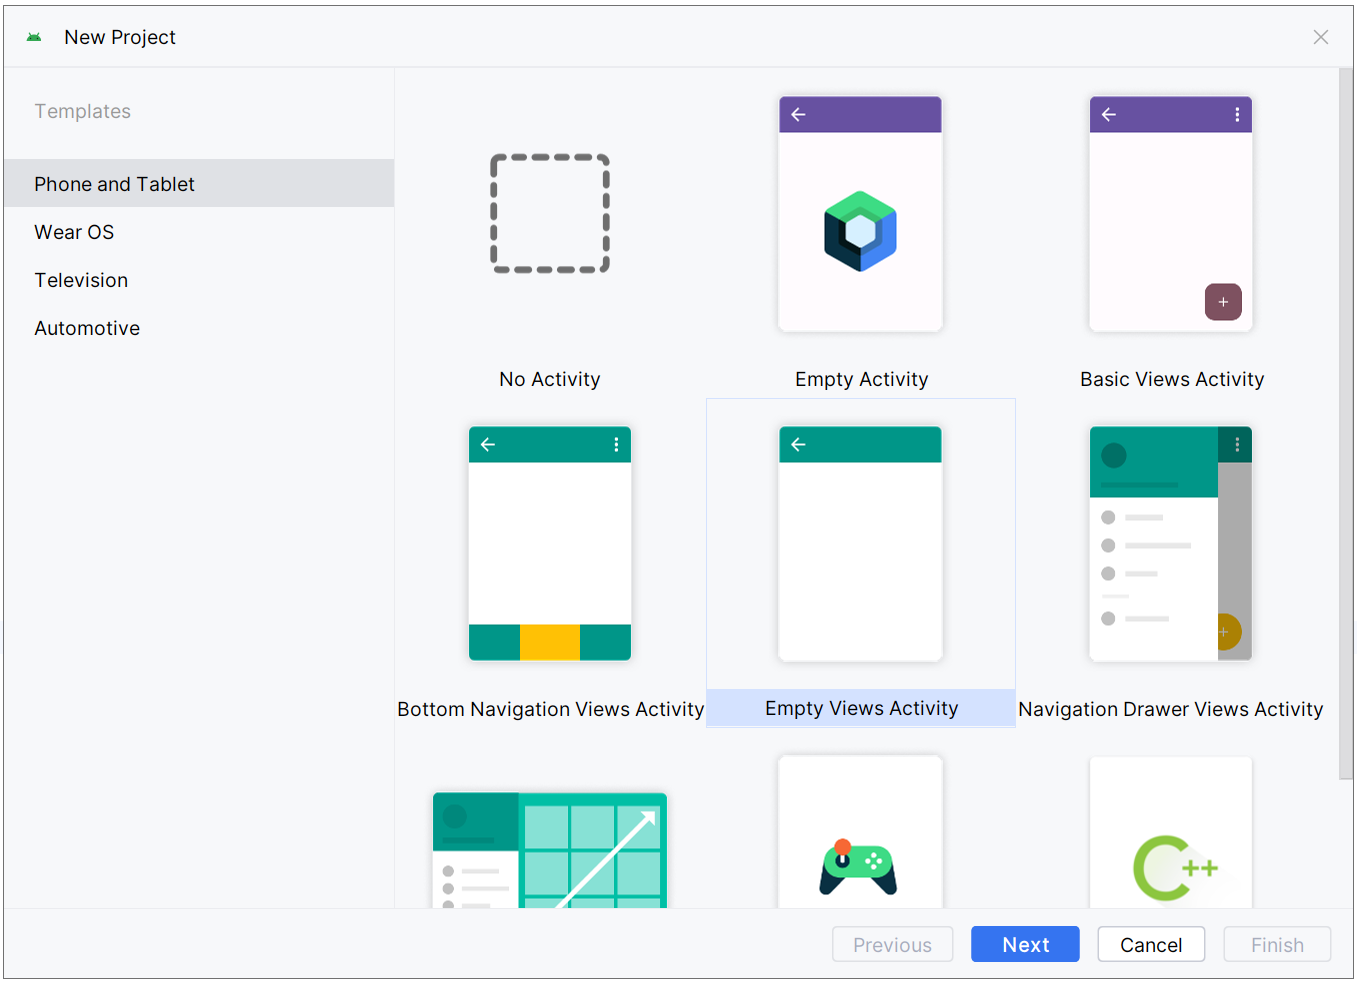 New Project
Templates
Phone and Tablet
Wear OS
Television
Automotive
No Activity
Empty Activity
Basic Views Activity
Bottom Navigation Views Activity
Empty Views Activity
Navigation Drawer Views Activity
C++
Previous
Next
Cancel
Finish